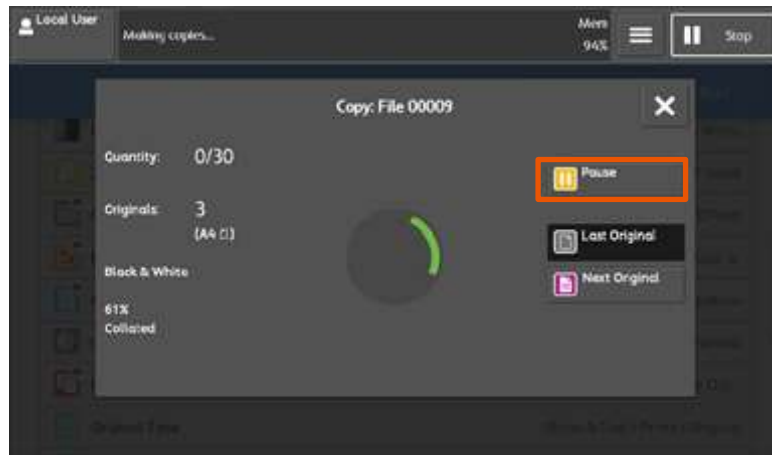 Local User
Making copies...
Mem
94%
Stop
Copy: File 00009
Quantity: 0/30
Pause
Originals: 3
(A4)
Last Original
Black & White
Next Original
61%
Collated
Original Type